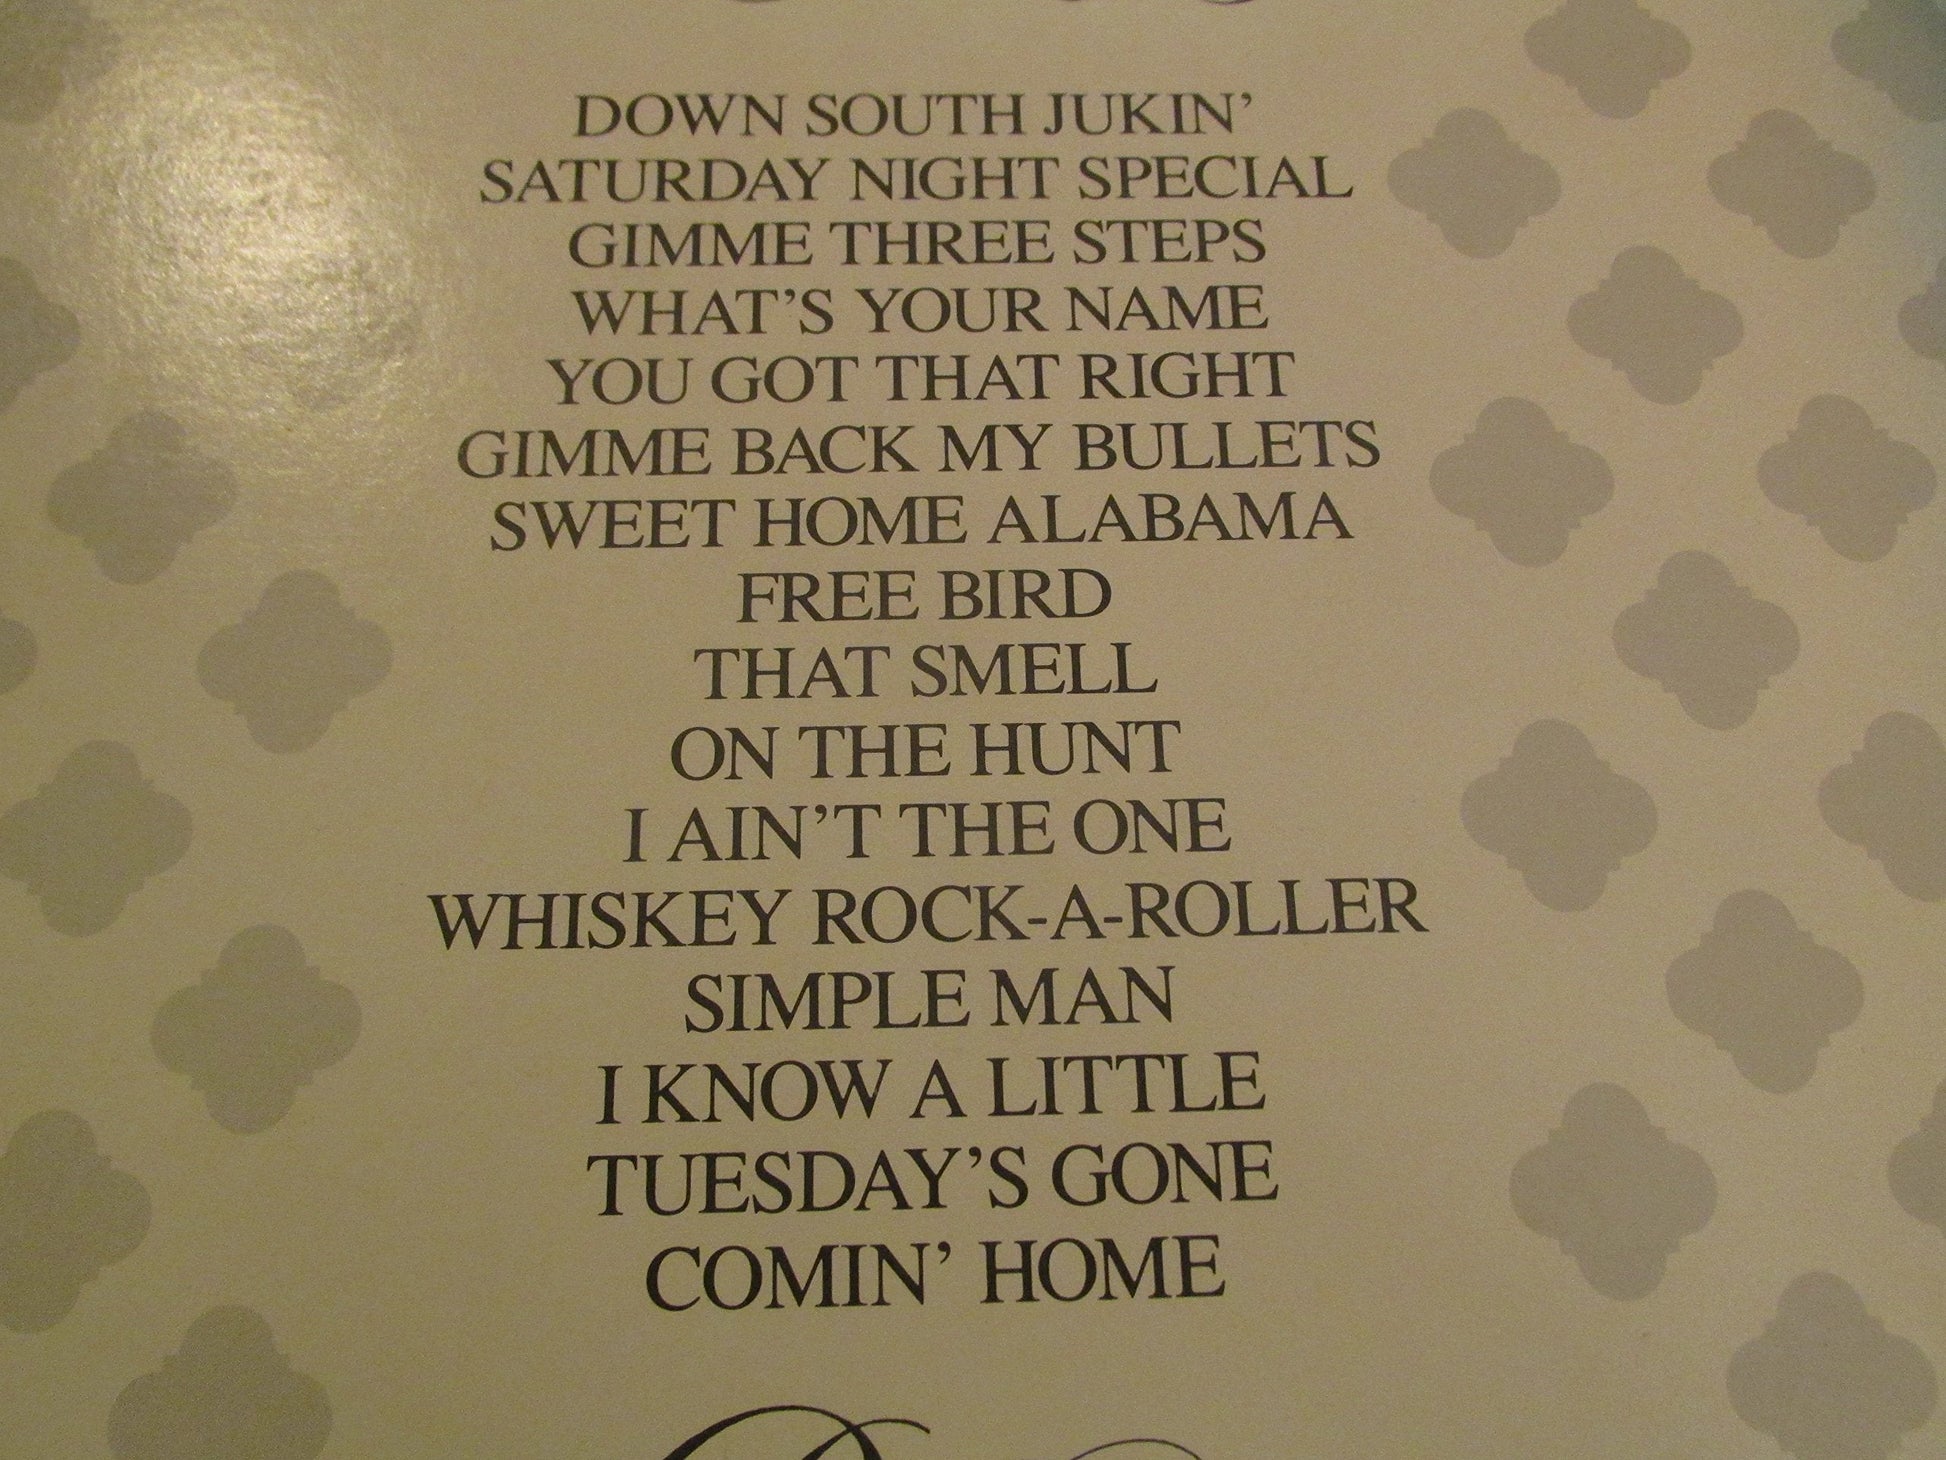 DOWN SOUTH JUKIN’
SATURDAY NIGHT SPECIAL
GIMME THREE STEPS
WHAT’S YOUR NAME
YOU GOT THAT RIGHT
GIMME BACK MY BULLETS
SWEET HOME ALABAMA
FREE BIRD
THAT SMELL
ON THE HUNT
I AIN’T THE ONE
WHISKEY ROCK-A-ROLLER
SIMPLE MAN
I KNOW A LITTLE
TUESDAY’S GONE
COMIN’ HOME